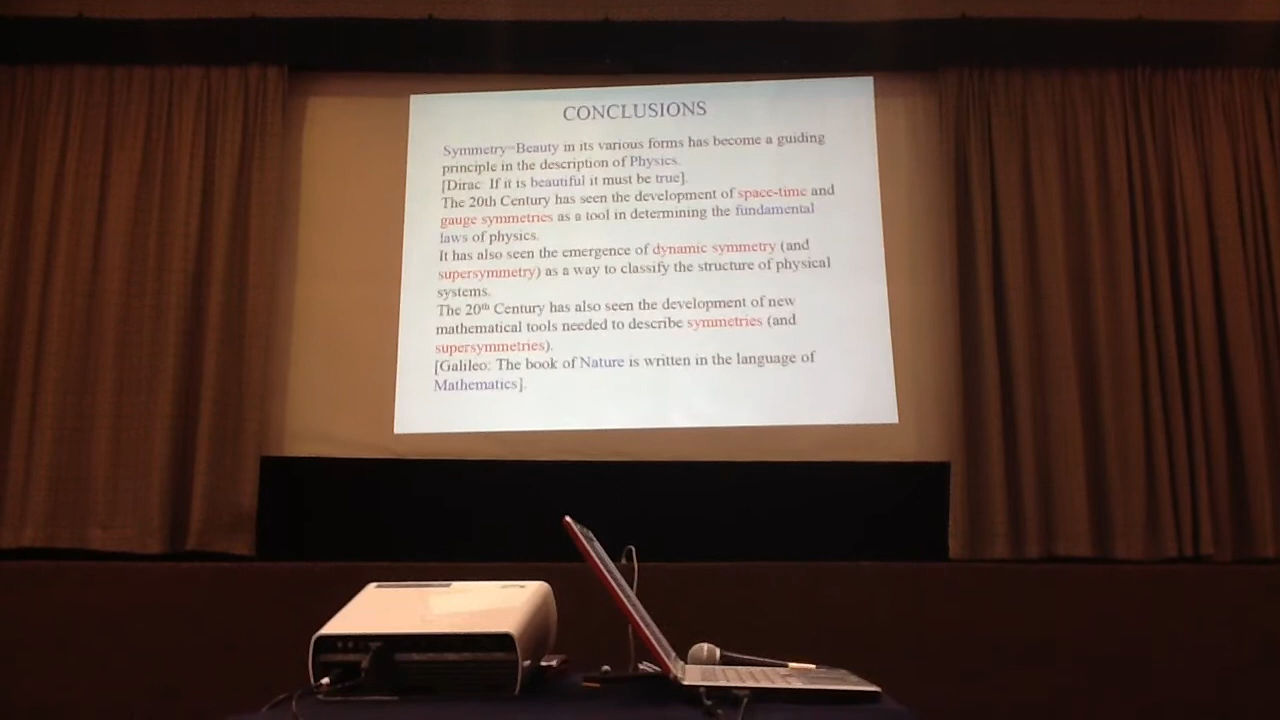 CONCLUSIONS
Symmetry=Beauty in its various forms has become a guiding
principle in the description of Physics.
[Dirac: If it is beautiful it must be true].
The 20th Century has seen the development of space-time and
gauge symmetries as a tool in determining the fundamental
laws of physics.
It has also seen the emergence of dynamic symmetry (and
supersymmetry) as a way to classify the structure of physical
systems.
The 20th Century has also seen the development of new
mathematical tools needed to describe symmetries (and
supersymmetries).
[Galileo: The book of Nature is written in the language of
Mathematics].